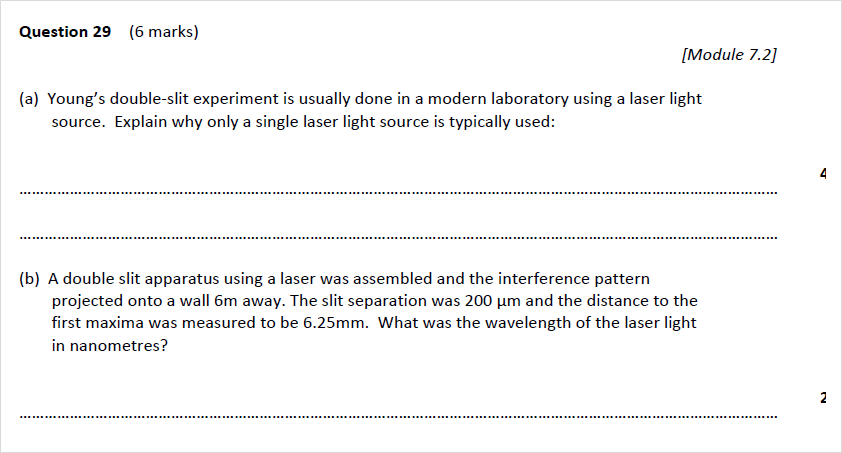 Question 29 (6 marks)
[Module 7.2]
(a) Young’s double-slit experiment is usually done in a modern laboratory using a laser light
source. Explain why only a single laser light source is typically used:
4
........................................................................................................................
........................................................................................................................
(b) A double slit apparatus using a laser was assembled and the interference pattern
projected onto a wall 6m away. The slit separation was 200 μm and the distance to the
first maxima was measured to be 6.25mm. What was the wavelength of the laser light
in nanometres?
2
........................................................................................................................